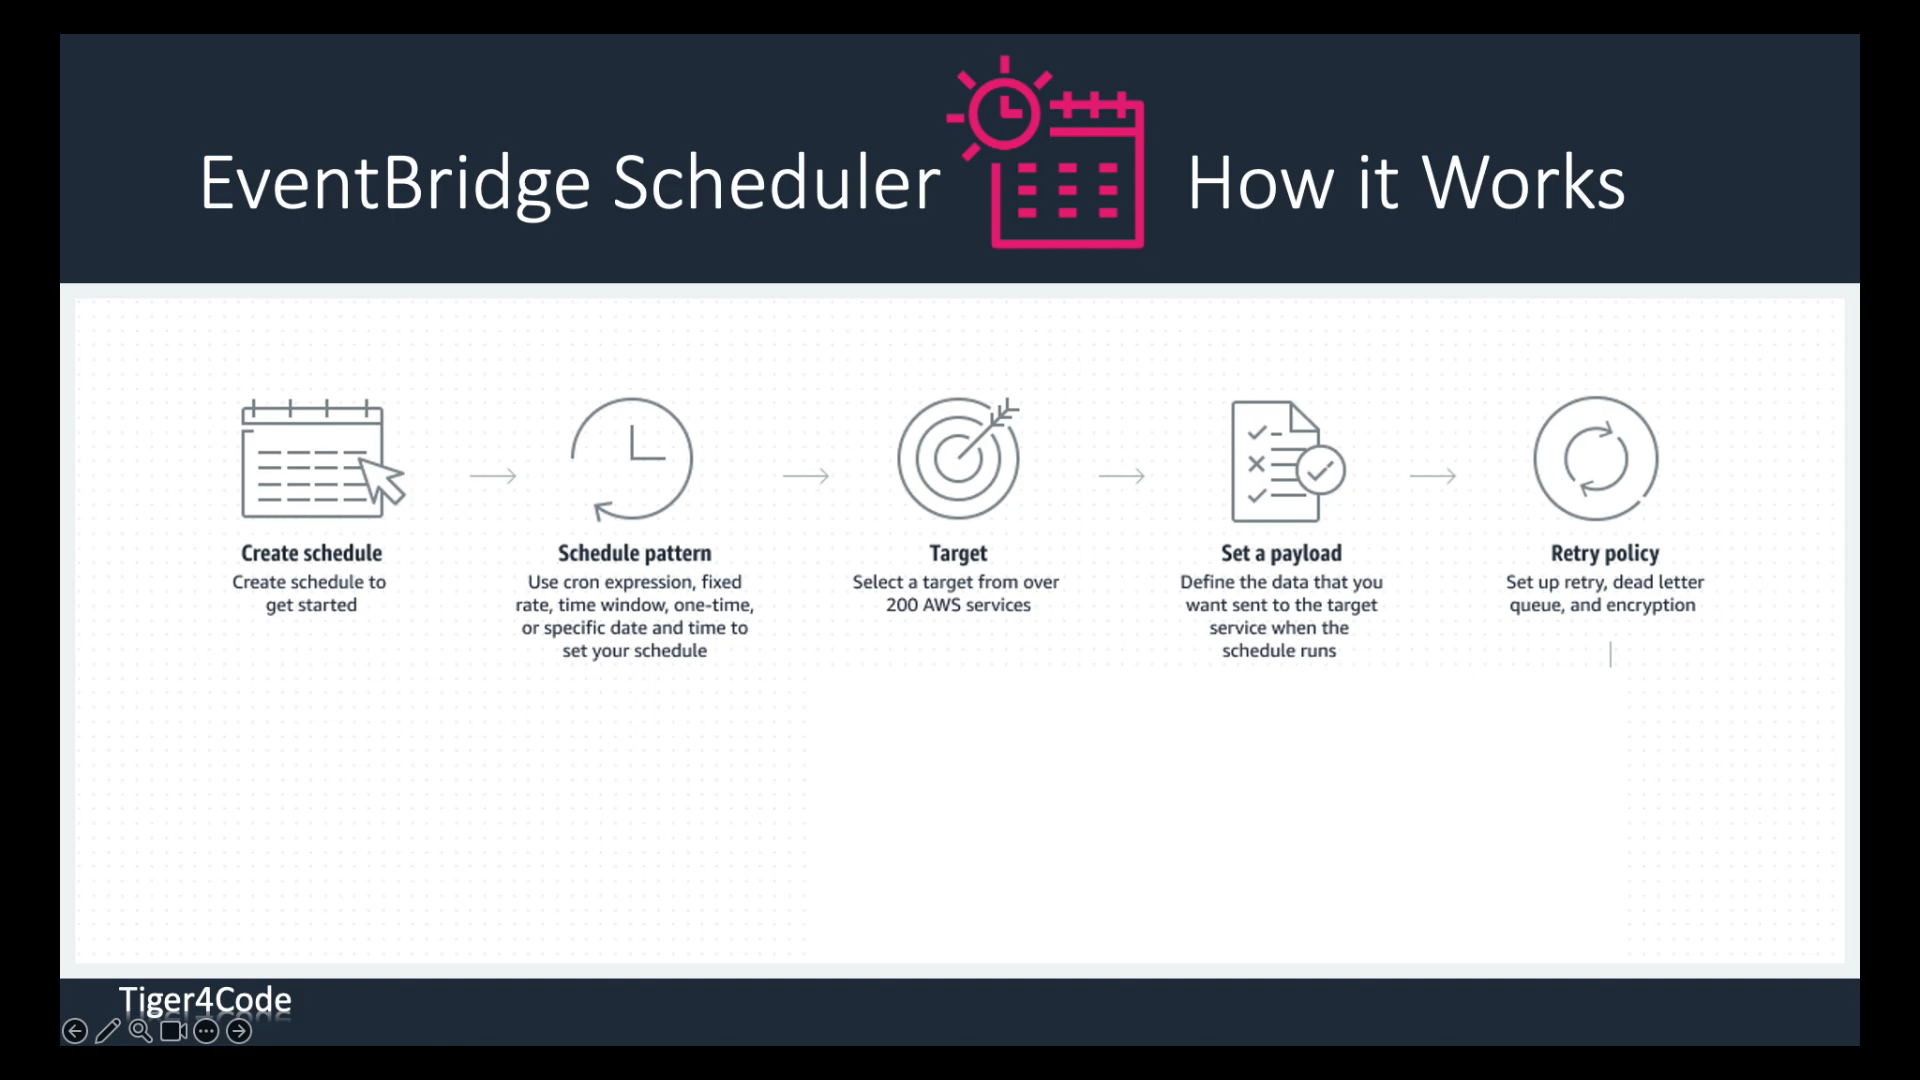 EventBridge Scheduler How it Works
Create schedule
Create schedule to
get started
Schedule pattern
Use cron expression, fixed
rate, time window, one-time,
or specific date and time to
set your schedule
Target
Select a target from over
200 AWS services
Set a payload
Define the data that you
want sent to the target
service when the
schedule runs
Retry policy
Set up retry, dead letter
queue, and encryption
Tiger4Code